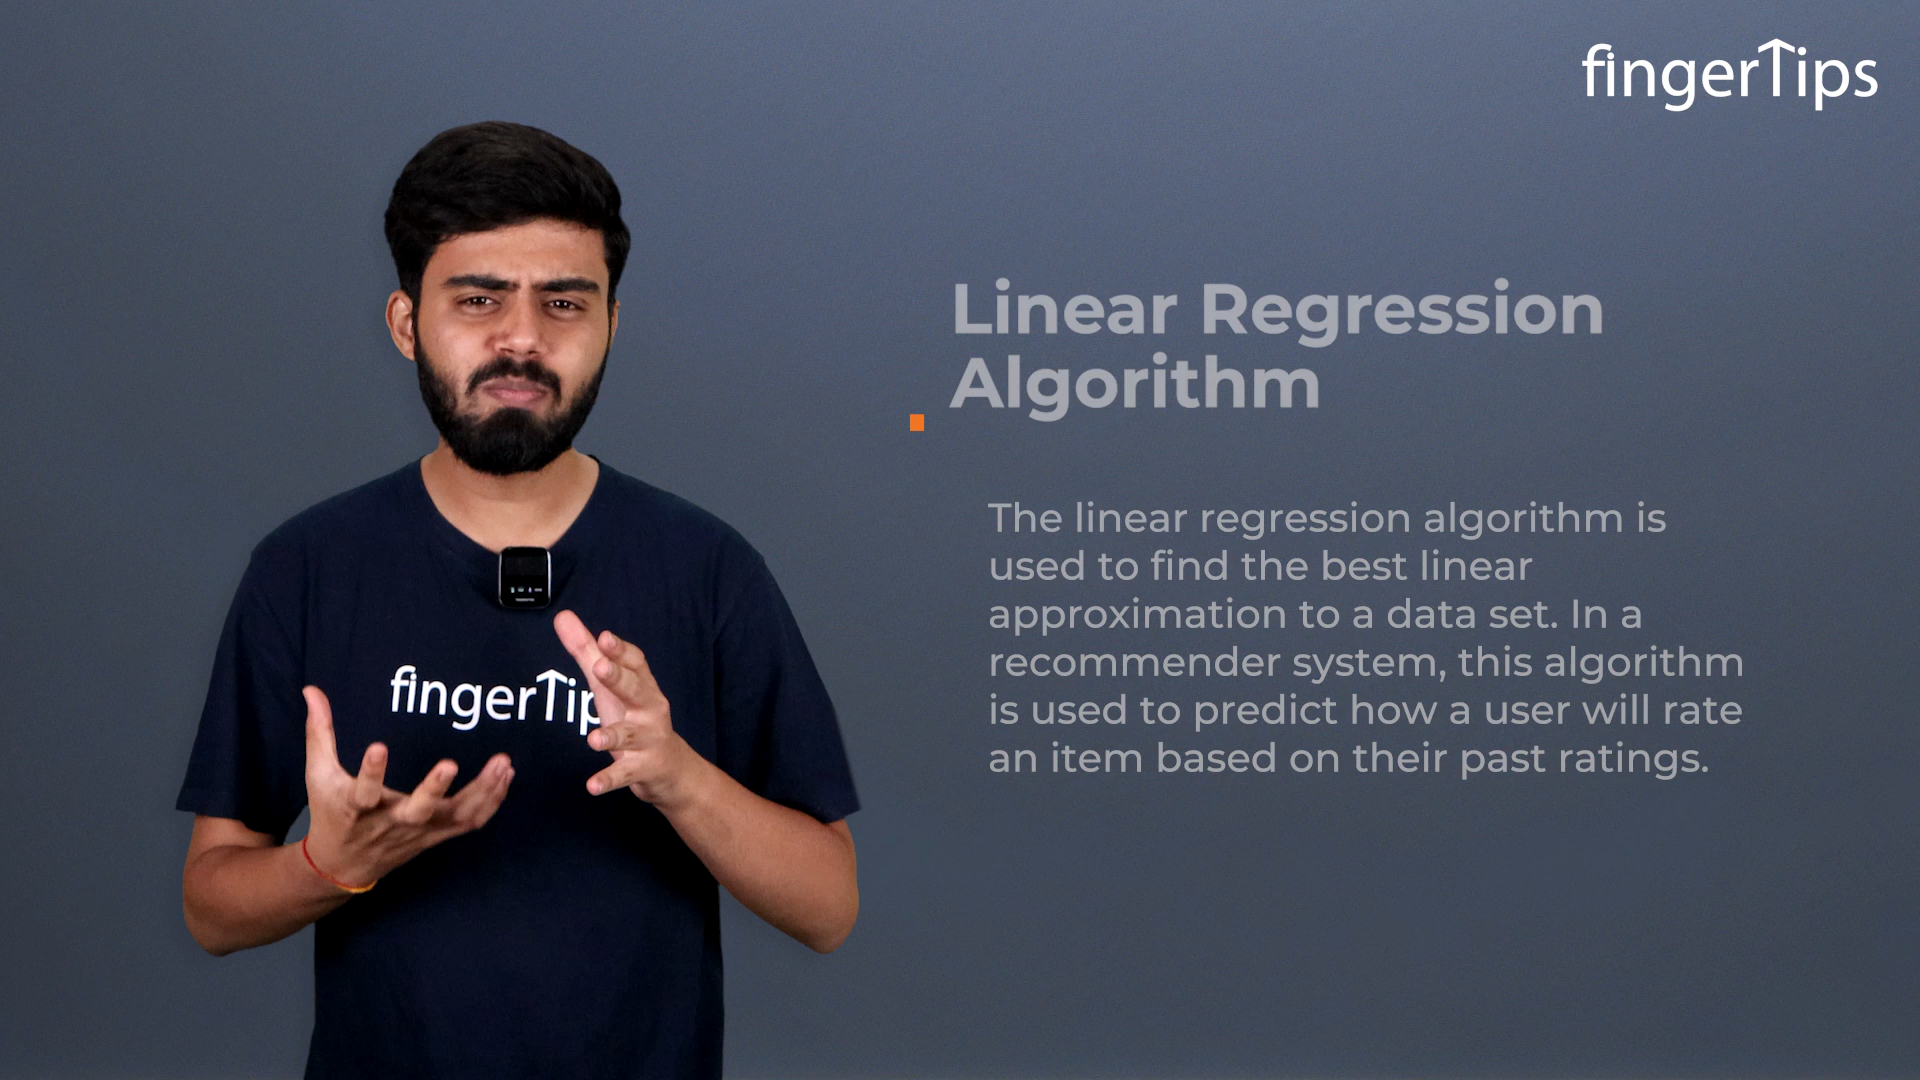 fingerTips
Linear Regression
Algorithm
The linear regression algorithm is
used to find the best linear
approximation to a data set. In a
recommender system, this algorithm
is used to predict how a user will rate
an item based on their past ratings.
fingerTip